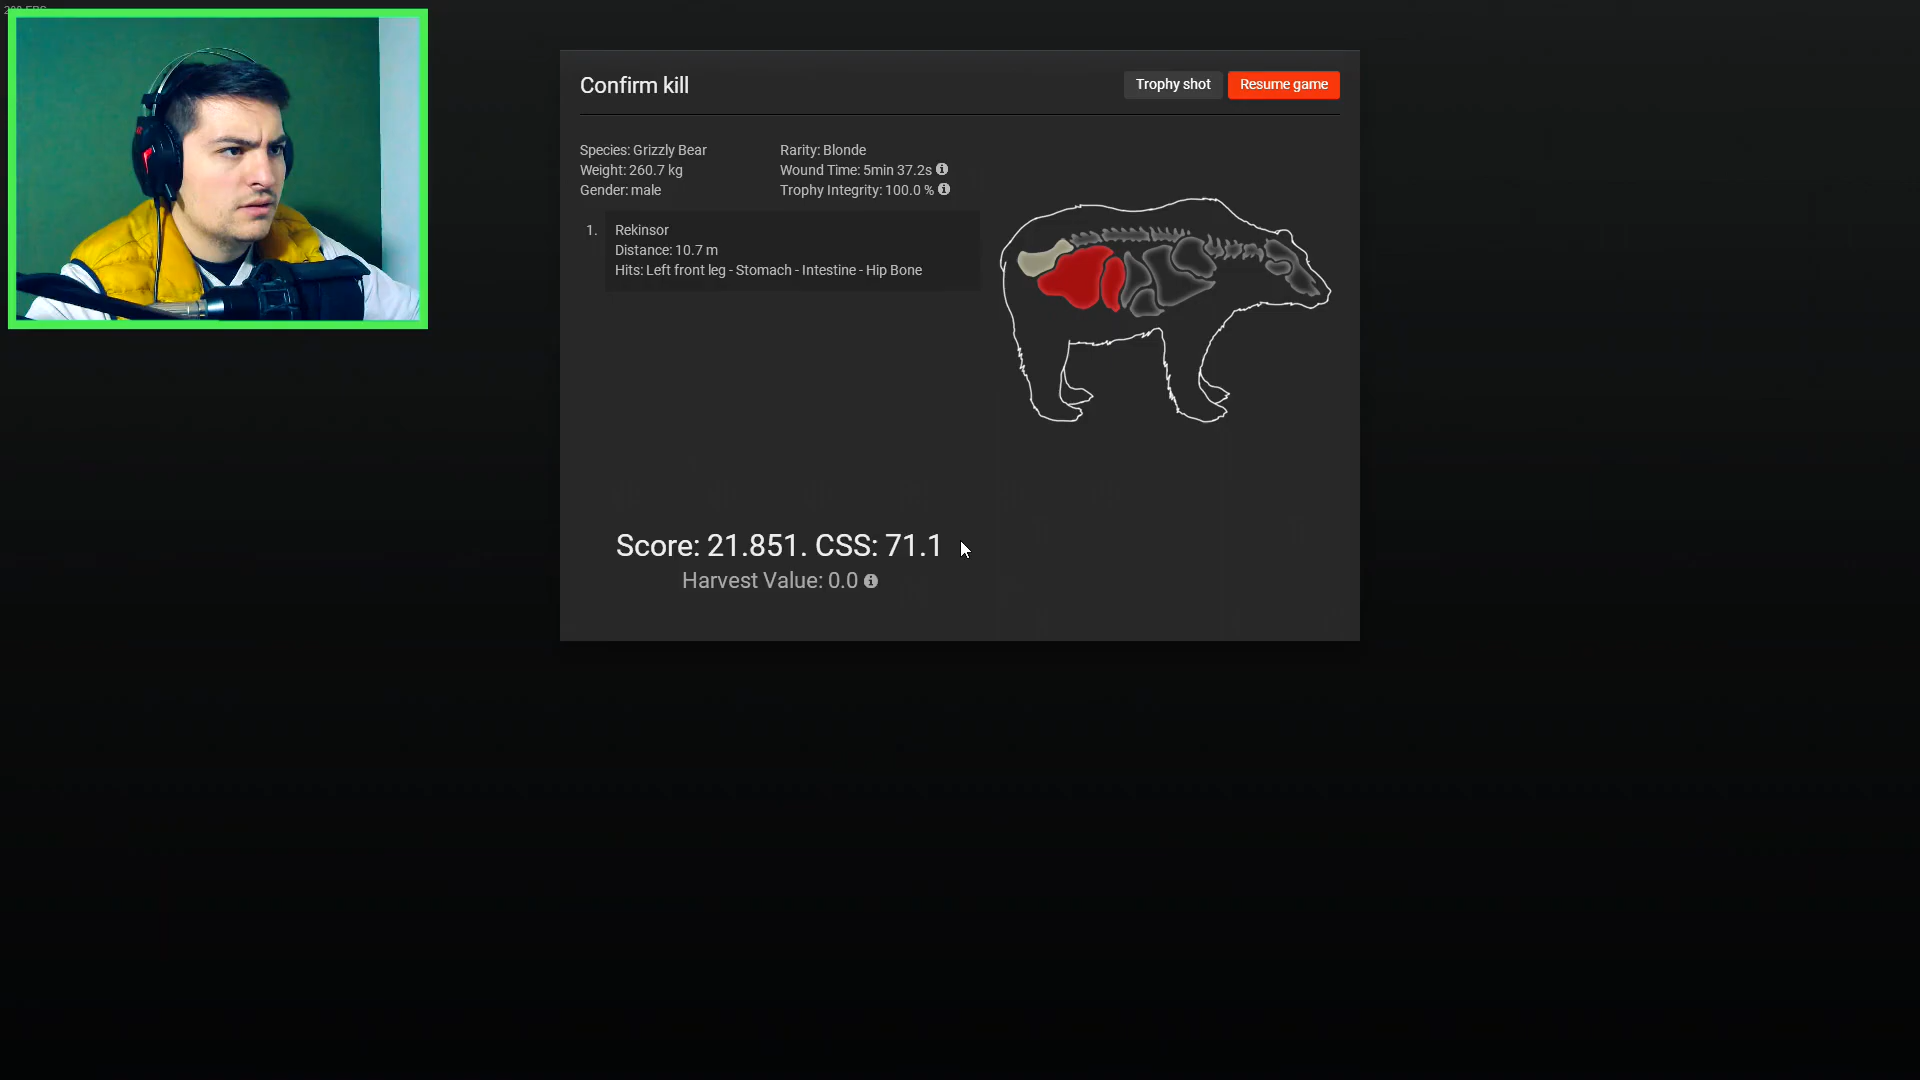 Confirm kill
Trophy shot
Resume game
Species: Grizzly Bear
Rarity: Blonde
Weight: 260.7 kg
Wound Time: 5min 37.2s
Gender: male
Trophy Integrity: 100.0 %
1. Rekinsor
Distance: 10.7 m
Hits: Left front leg - Stomach - Intestine - Hip Bone
Score: 21.851. CSS: 71.1
Harvest Value: 0.0